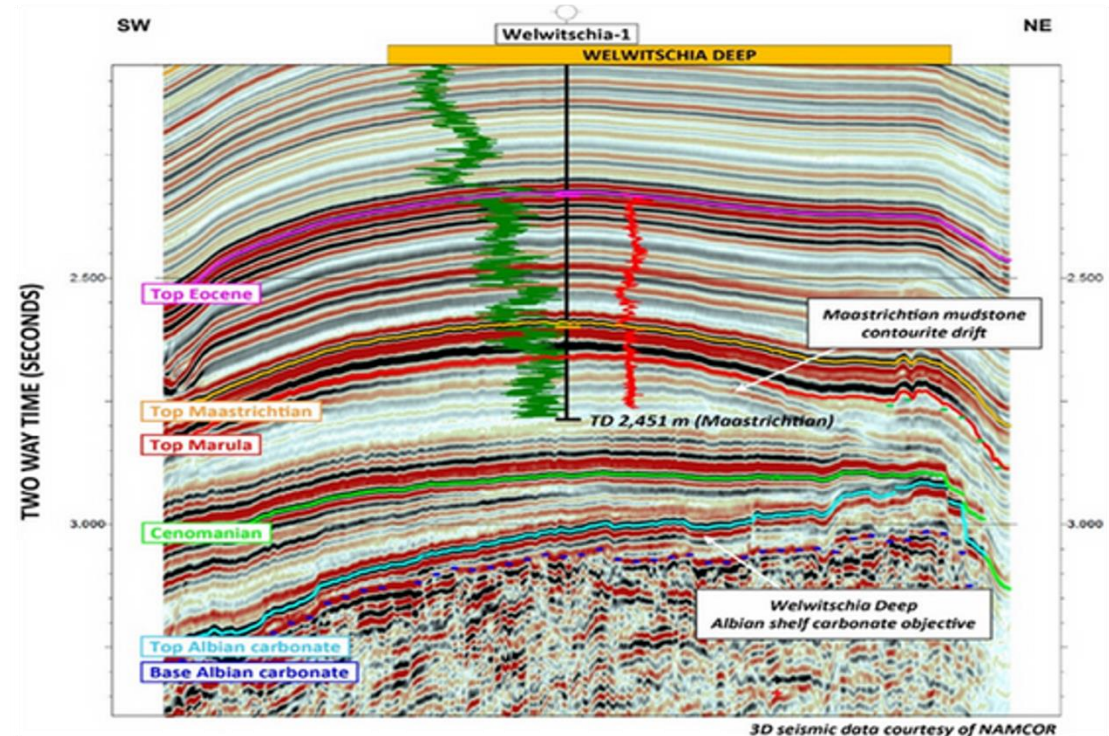 SW
NE
Welwitschia-1
WELWITSCHIA DEEP
TWO WAY TIME (SECONDS)
2.500
2.500
Top Eocene
Maastrichtian mudstone
contourite drift
Top Maastrichtian
TD 2,451 m (Maastrichtian)
Top Marula
3.000
3.000
Cenomanian
Welwitschia Deep
Albian shelf carbonate objective
Top Albian carbonate
Base Albian carbonate
3D seismic data courtesy of NAMCOR